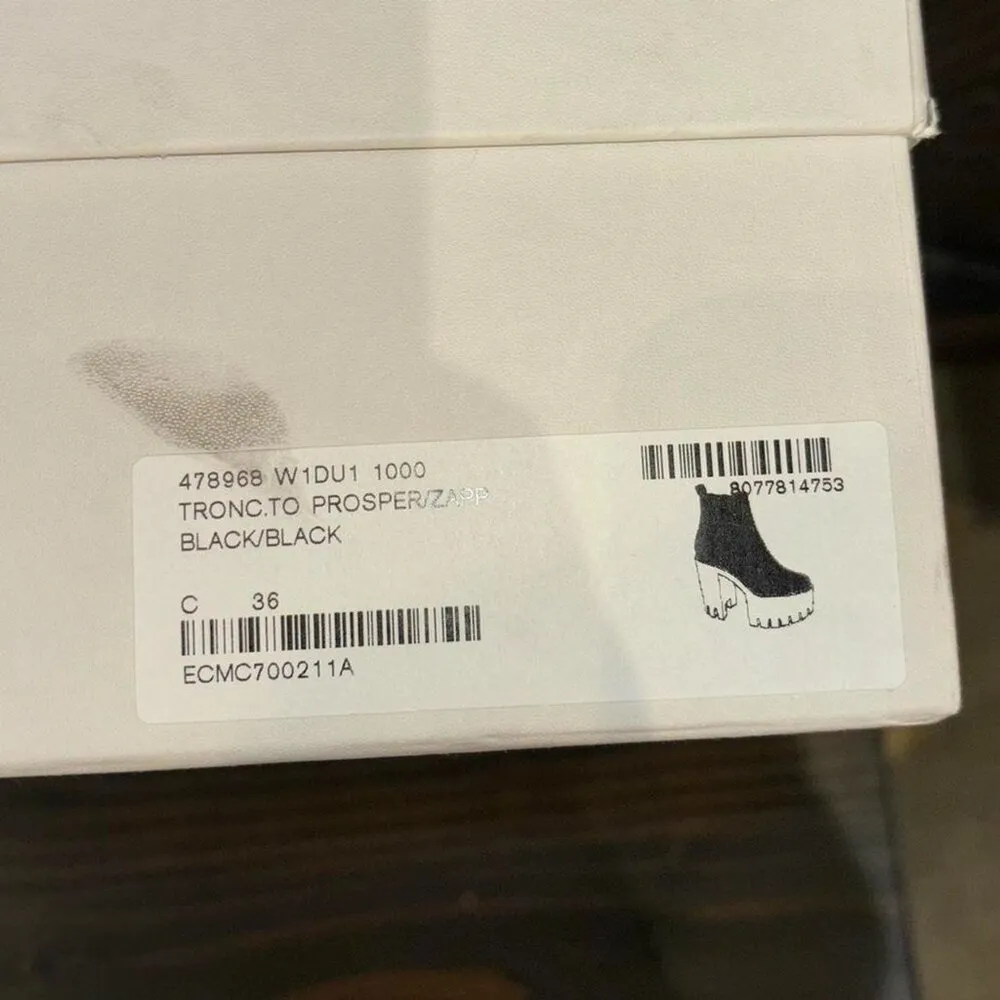 478968 W1DU1 1000
TRONC.TO PROSPER/ZAPP
BLACK/BLACK
8077814753
C 36
ECMC700211A